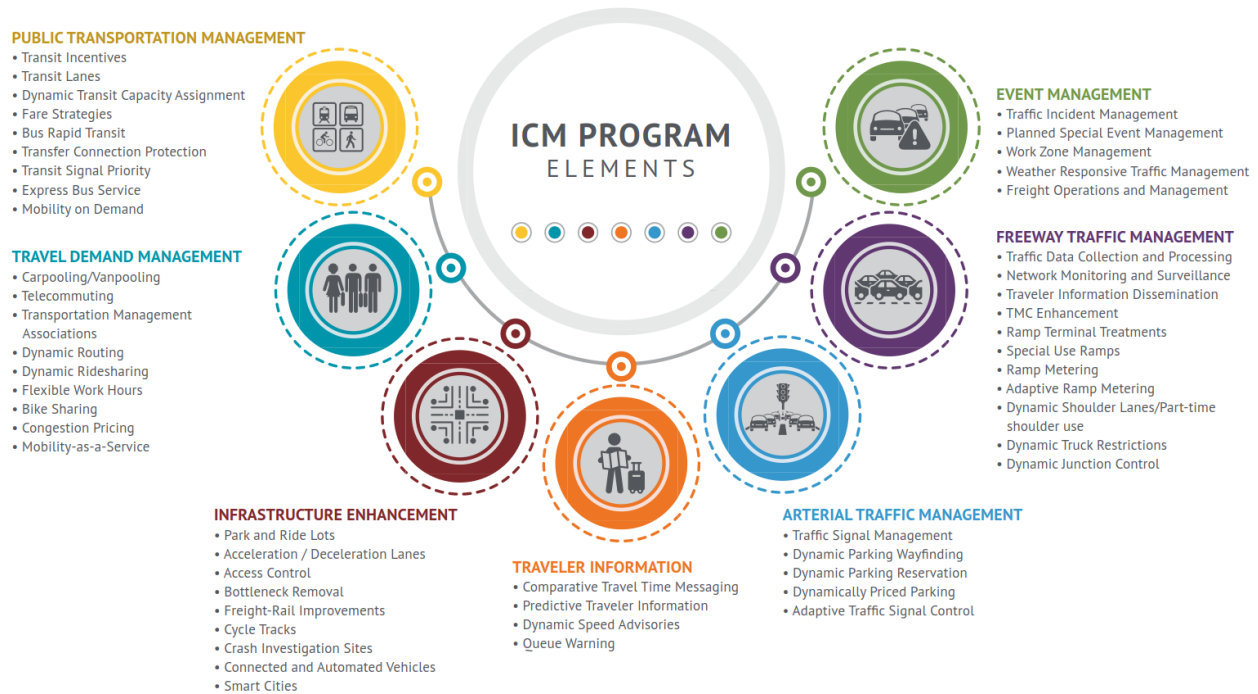 ICM PROGRAM
ELEMENTS
PUBLIC TRANSPORTATION MANAGEMENT
• Transit Incentives
• Transit Lanes
• Dynamic Transit Capacity Assignment
• Fare Strategies
• Bus Rapid Transit
• Transfer Connection Protection
• Transit Signal Priority
• Express Bus Service
• Mobility on Demand
TRAVEL DEMAND MANAGEMENT
• Carpooling/Vanpooling
• Telecommuting
• Transportation Management
Associations
• Dynamic Routing
• Dynamic Ridesharing
• Flexible Work Hours
• Bike Sharing
• Congestion Pricing
• Mobility-as-a-Service
INFRASTRUCTURE ENHANCEMENT
• Park and Ride Lots
• Acceleration / Deceleration Lanes
• Access Control
• Bottleneck Removal
• Freight-Rail Improvements
• Cycle Tracks
• Crash Investigation Sites
• Connected and Automated Vehicles
• Smart Cities
TRAVELER INFORMATION
• Comparative Travel Time Messaging
• Predictive Traveler Information
• Dynamic Speed Advisories
• Queue Warning
ARTERIAL TRAFFIC MANAGEMENT
• Traffic Signal Management
• Dynamic Parking Wayfinding
• Dynamic Parking Reservation
• Dynamically Priced Parking
• Adaptive Traffic Signal Control
FREEWAY TRAFFIC MANAGEMENT
• Traffic Data Collection and Processing
• Network Monitoring and Surveillance
• Traveler Information Dissemination
• TMC Enhancement
• Ramp Terminal Treatments
• Special Use Ramps
• Ramp Metering
• Adaptive Ramp Metering
• Dynamic Shoulder Lanes/Part-time
shoulder use
• Dynamic Truck Restrictions
• Dynamic Junction Control
EVENT MANAGEMENT
• Traffic Incident Management
• Planned Special Event Management
• Work Zone Management
• Weather Responsive Traffic Management
• Freight Operations and Management